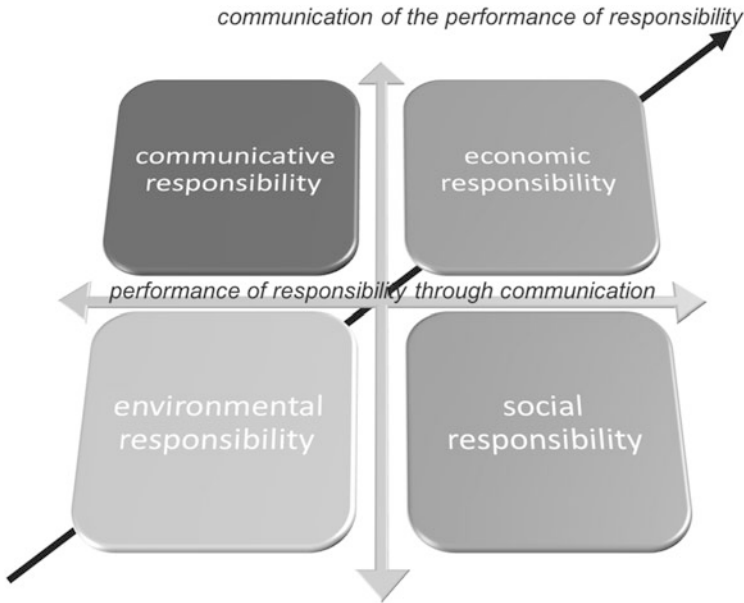 communication of the performance of responsibility
communicative
responsibility
economic
responsibility
performance of responsibility through communication
environmental
responsibility
social
responsibility